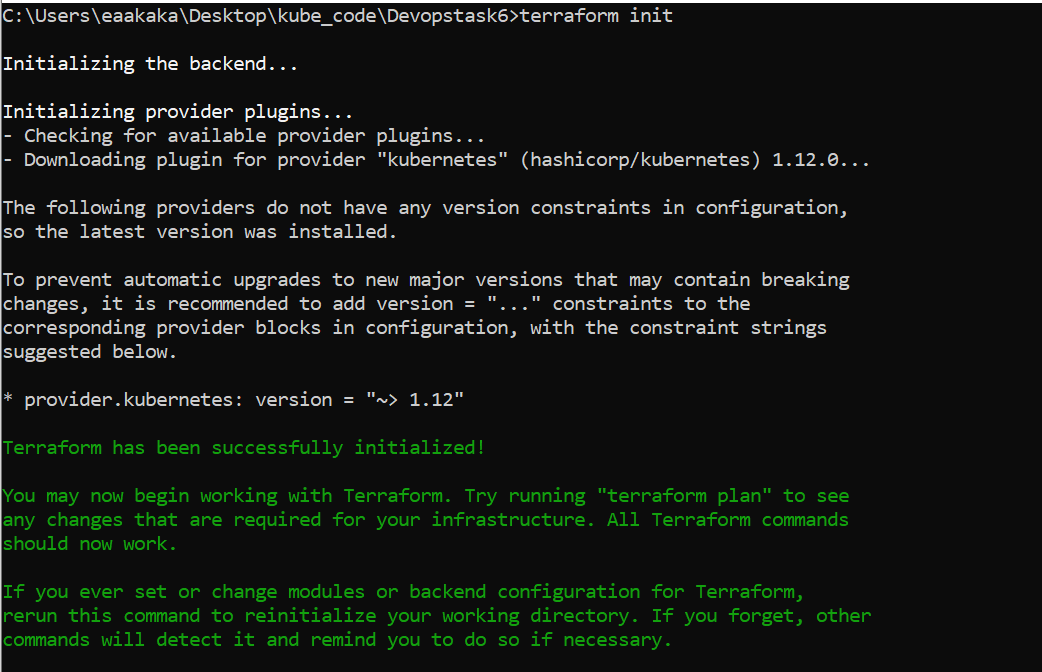 C:\Users\eaakaka\Desktop\kube_code\Devopstask6>terraform init
Initializing the backend...
Initializing provider plugins...
- Checking for available provider plugins...
- Downloading plugin for provider "kubernetes" (hashicorp/kubernetes) 1.12.0...
The following providers do not have any version constraints in configuration,
so the latest version was installed.
To prevent automatic upgrades to new major versions that may contain breaking
changes, it is recommended to add version = "..." constraints to the
corresponding provider blocks in configuration, with the constraint strings
suggested below.
* provider.kubernetes: version = "~> 1.12"
Terraform has been successfully initialized!
You may now begin working with Terraform. Try running "terraform plan" to see
any changes that are required for your infrastructure. All Terraform commands
should now work.
If you ever set or change modules or backend configuration for Terraform,
rerun this command to reinitialize your working directory. If you forget, other
commands will detect it and remind you to do so if necessary.